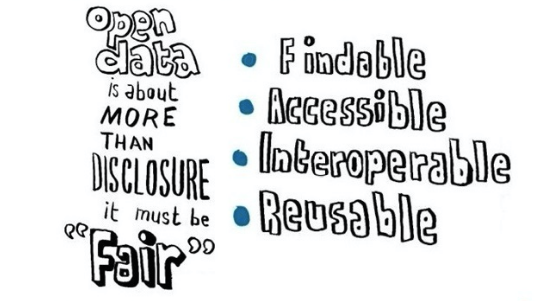 open
data
is about
MORE
THAN
DISCLOSURE
it must be
"Fair"
• Findable
• Accessible
• Interoperable
• Reusable